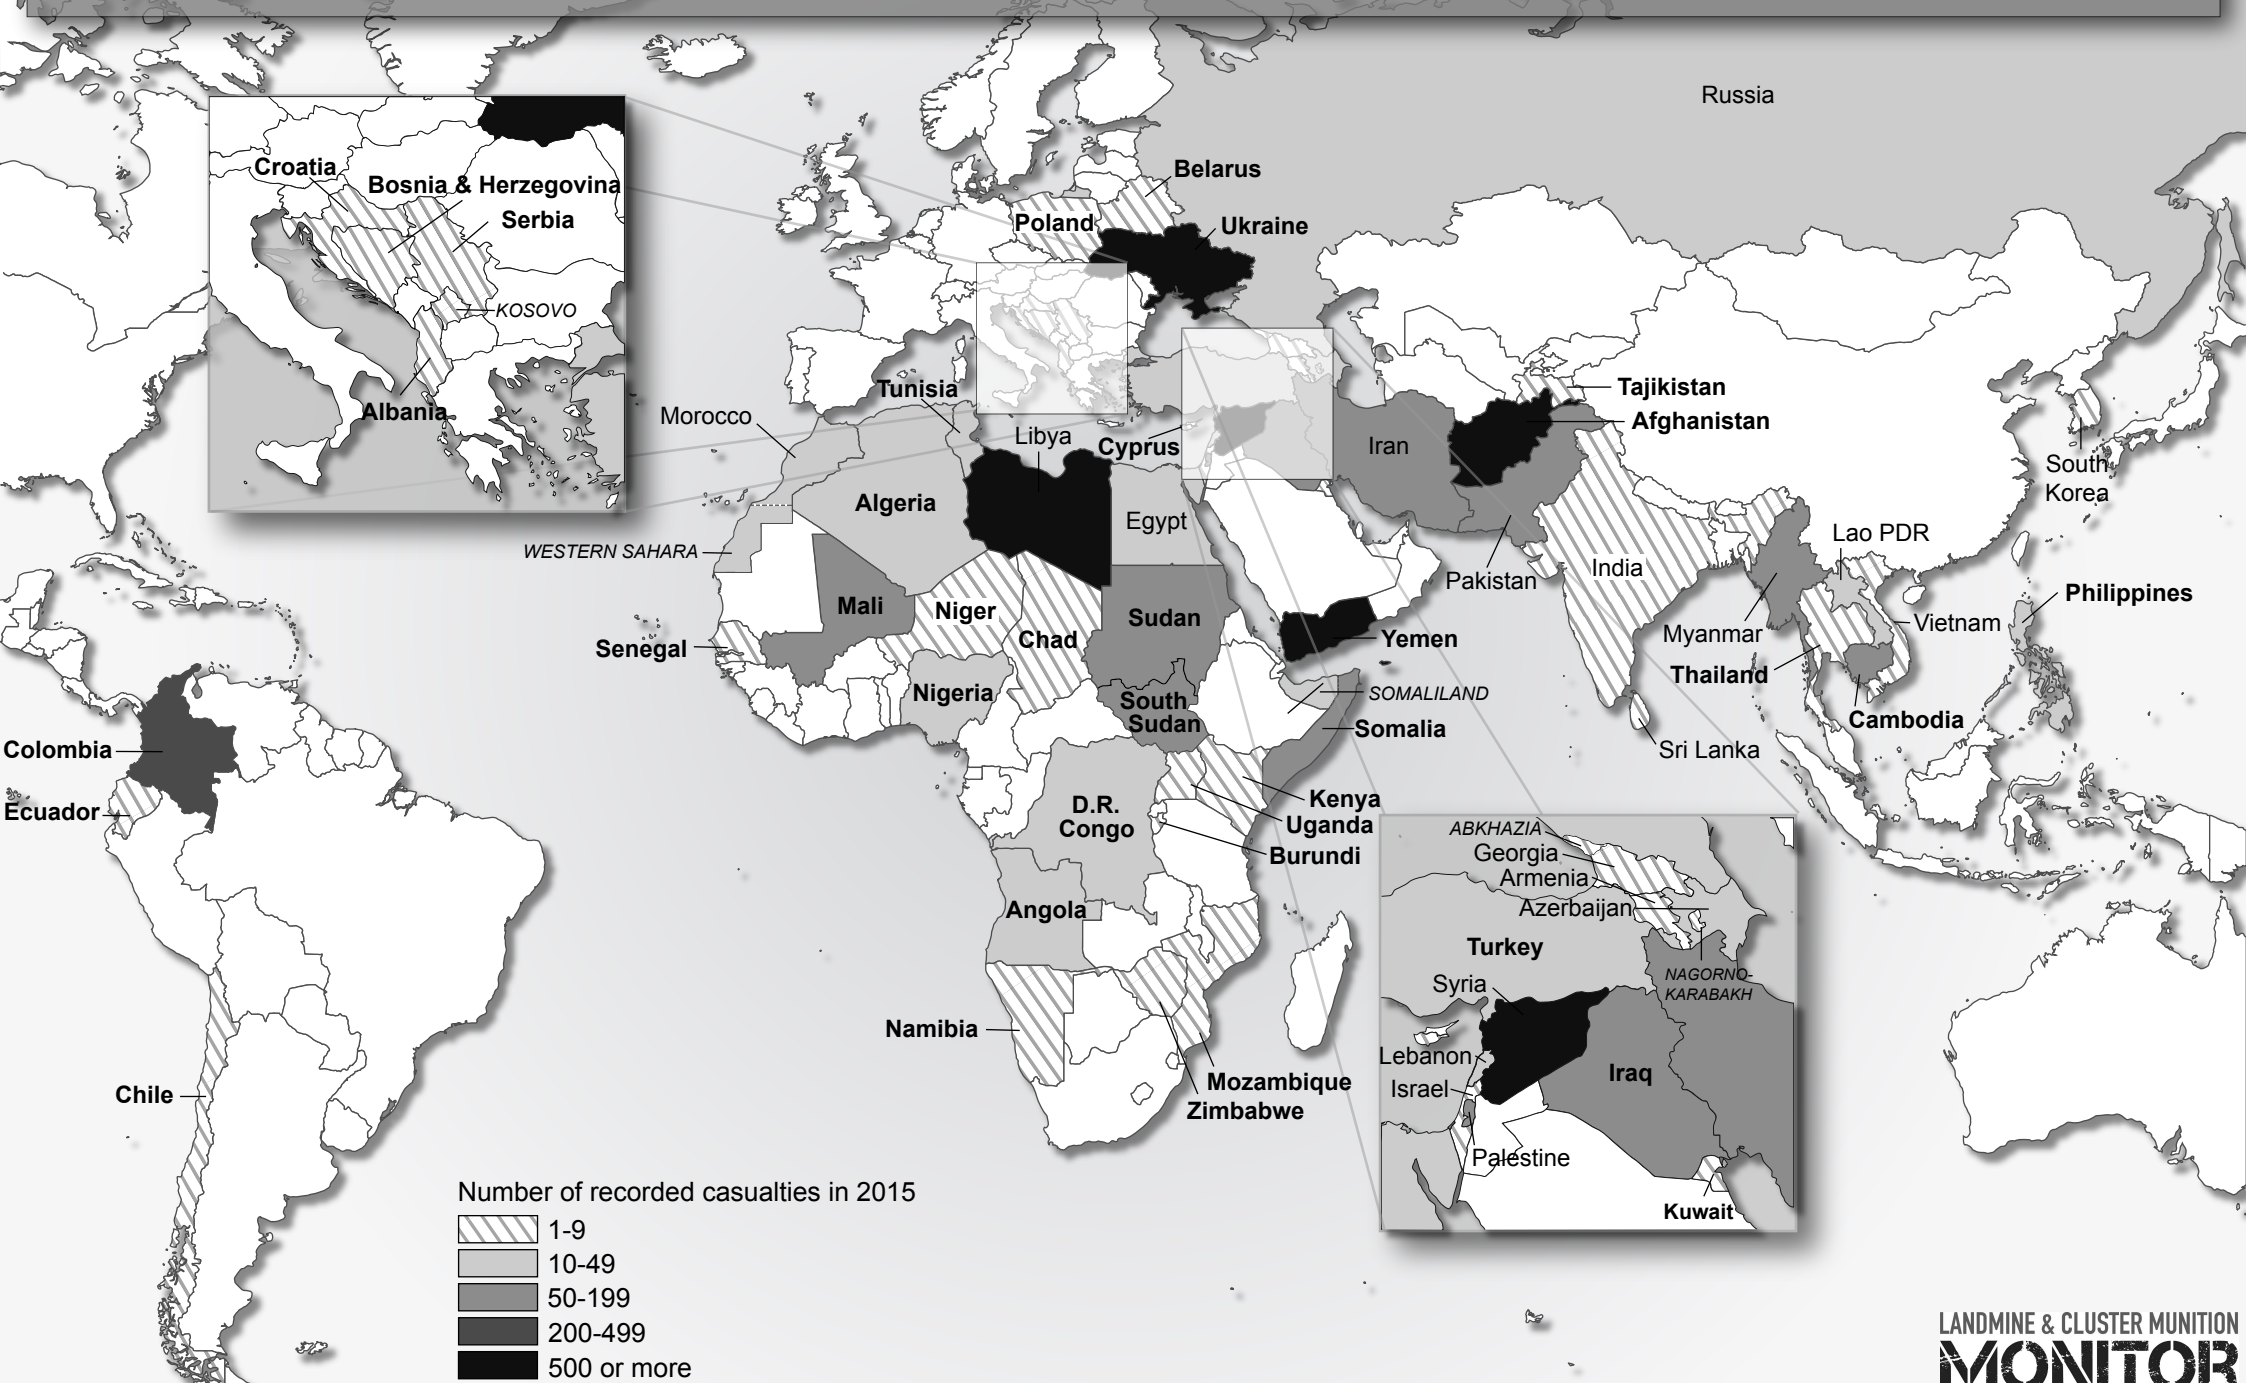 Russia
Croatia
Bosnia & Herzegovina
Serbia
KOSOVO
Albania
Belarus
Poland
Ukraine
Tunisia
Morocco
Libya
Cyprus
Algeria
Egypt
WESTERN SAHARA
Iran
Tajikistan
Afghanistan
South
Korea
Pakistan
India
Lao PDR
Myanmar
Vietnam
Philippines
Thailand
Cambodia
Sri Lanka
Mali
Niger
Chad
Sudan
Senegal
Nigeria
South
Sudan
Yemen
SOMALILAND
Somalia
Colombia
Ecuador
D.R.
Congo
Kenya
Uganda
Burundi
Angola
Namibia
Mozambique
Zimbabwe
Chile
ABKHAZIA
Georgia
Armenia
Azerbaijan
Turkey
NAGORNO-
KARABAKH
Syria
Lebanon
Israel
Iraq
Palestine
Kuwait
Number of recorded casualties in 2015
1-9
10-49
50-199
200-499
500 or more
LANDMINE & CLUSTER MUNITION
MONITOR